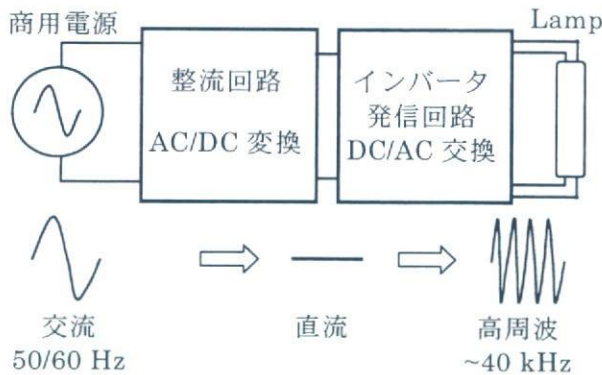 商用電源
Lamp
整流回路
AC/DC 変換
インバータ
発信回路
DC/AC 交換
交流
50/60 Hz
直流
高周波
~40 kHz